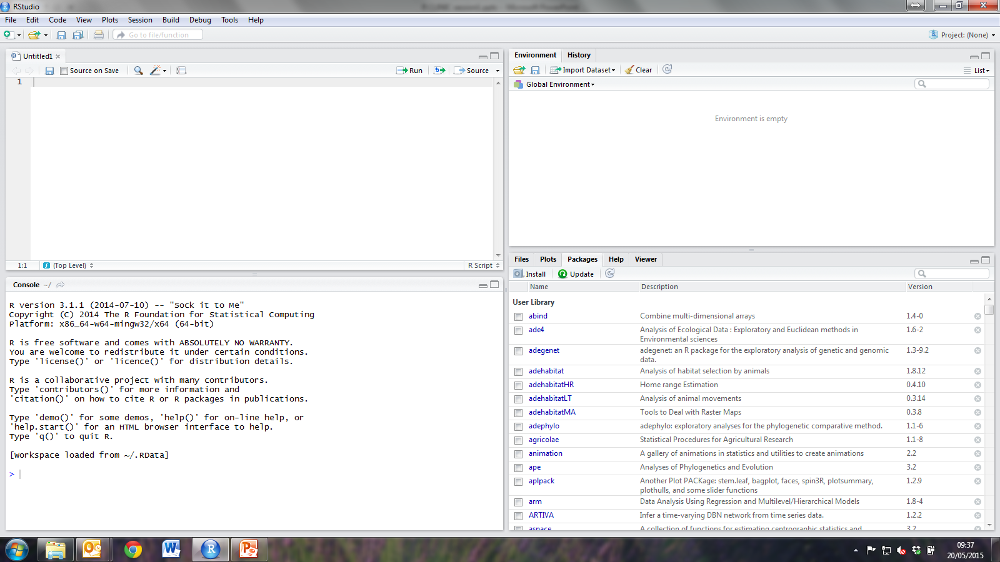 RStudio
File Edit Code View Plots Session Build Debug Tools Help
Go to file/function
Project: (None)
Untitled1
Source on Save
Run
Source
1
1:1
(Top Level)
R Script
Console ~/
R version 3.1.1 (2014-07-10) -- "Sock it to Me"
Copyright (C) 2014 The R Foundation for Statistical Computing
Platform: x86_64-w64-mingw32/x64 (64-bit)
R is free software and comes with ABSOLUTELY NO WARRANTY.
You are welcome to redistribute it under certain conditions.
Type 'license()' or 'licence()' for distribution details.
R is a collaborative project with many contributors.
Type 'contributors()' for more information and
'citation()' on how to cite R or R packages in publications.
Type 'demo()' for some demos, 'help()' for on-line help, or
'help.start()' for an HTML browser interface to help.
Type 'q()' to quit R.
[Workspace loaded from ~/.RData]
>
Environment History
Import Dataset Clear List
Global Environment
Environment is empty
Files Plots Packages Help Viewer
Install Update
Name Description Version
User Library
abind Combine multi-dimensional arrays 1.4-0
ade4 Analysis of Ecological Data : Exploratory and Euclidean methods in 1.6-2
Environmental sciences
adegenet adegenet: an R package for the exploratory analysis of genetic and genomic 1.3-9.2
data.
adehabitat Analysis of habitat selection by animals 1.8.12
adehabitatHR Home range Estimation 0.4.10
adehabitatLT Analysis of animal movements 0.3.14
adehabitatMA Tools to Deal with Raster Maps 0.3.8
adephylo adephylo: exploratory analyses for the phylogenetic comparative method. 1.1-6
agricolae Statistical Procedures for Agricultural Research 1.1-8
animation A gallery of animations in statistics and utilities to create animations 2.2
ape Analyses of Phylogenetics and Evolution 3.2
aplpack Another Plot PACKage: stem.leaf, bagplot, faces, spin3R, plotsummary, 1.2.9
plothulls, and some slider functions
arm Data Analysis Using Regression and Multilevel/Hierarchical Models 1.8-4
ARTIVA Infer a time-varying DBN network from time series data. 1.2.2
aspace A collection of functions for estimating centrographic statistics and 3.2
09:37
20/05/2015